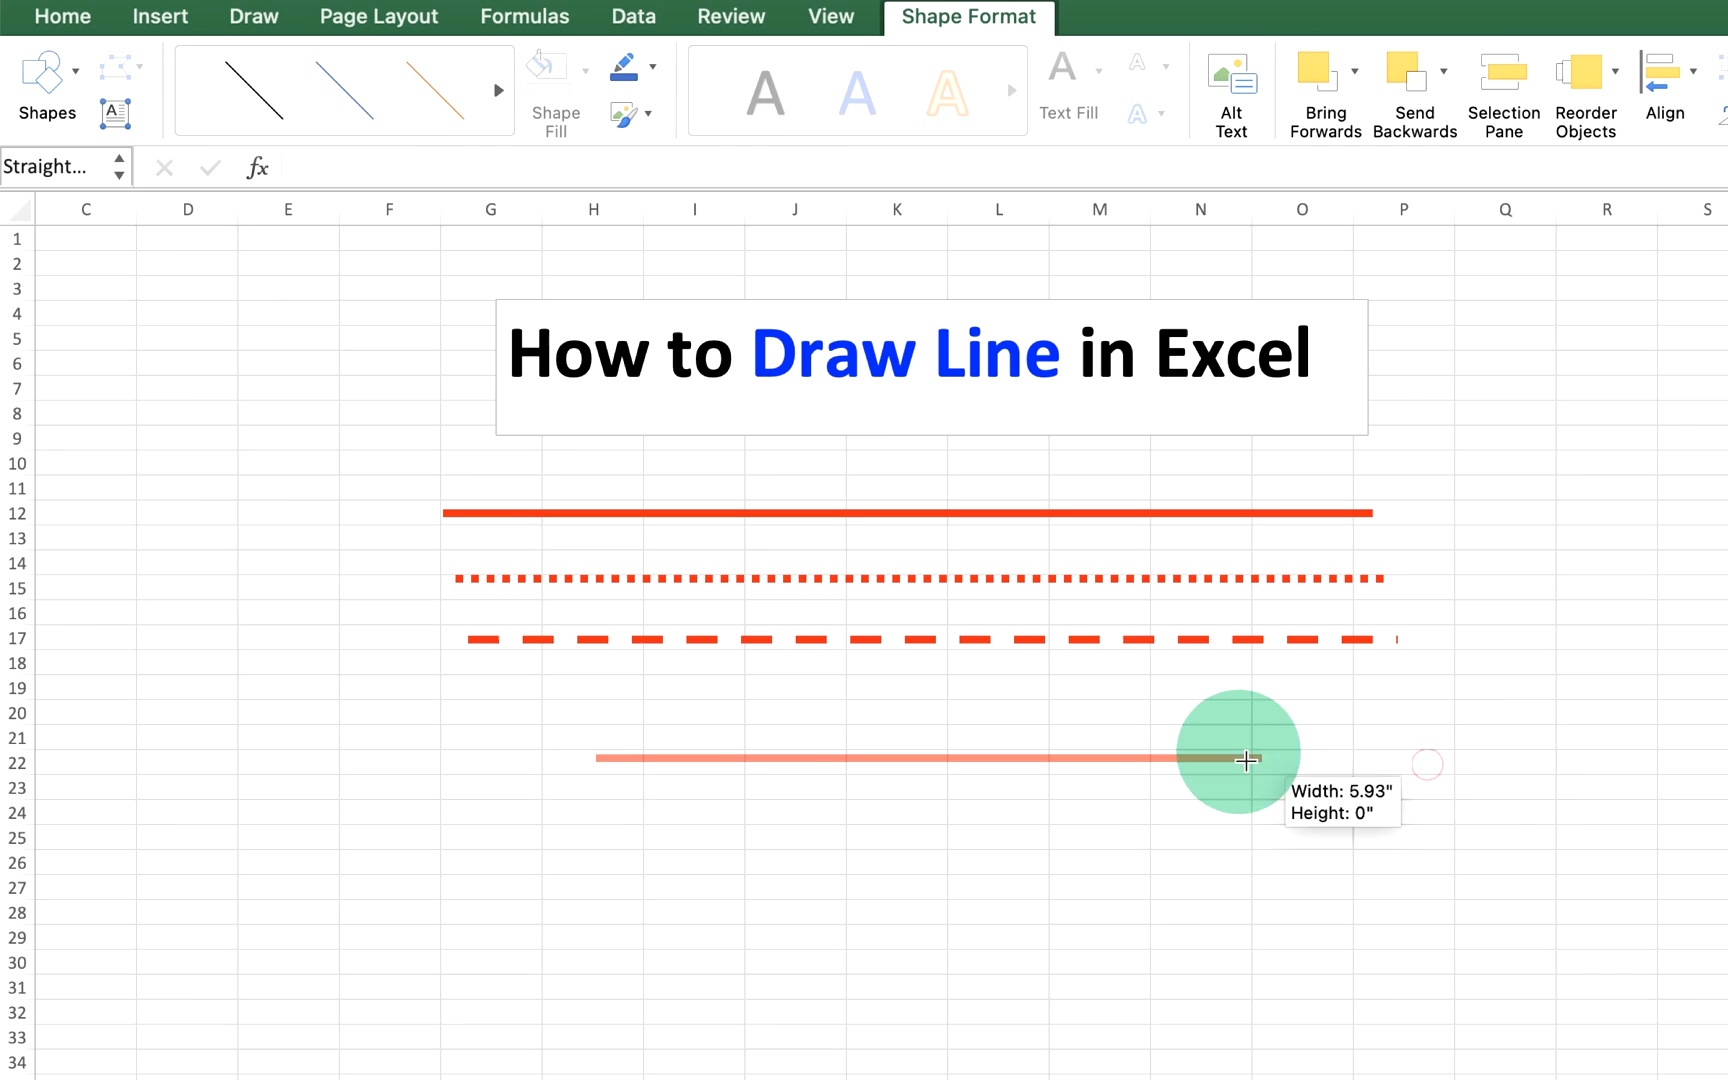 Home Insert Draw Page Layout Formulas Data Review View Shape Format
Shapes
A
Shape
Fill
A A A
A
Text Fill
A
A
Alt
Text
Bring
Forwards
Send
Backwards
Selection
Pane
Reorder
Objects
Align
Straight...
fx
C D E F G H I J K L M N O P Q R S
1
2
3
4
5
6
7
8
9
10
11
12
13
14
15
16
17
18
19
20
21
22
23
24
25
26
27
28
29
30
31
32
33
34
How to Draw Line in Excel
Width: 5.93"
Height: 0"